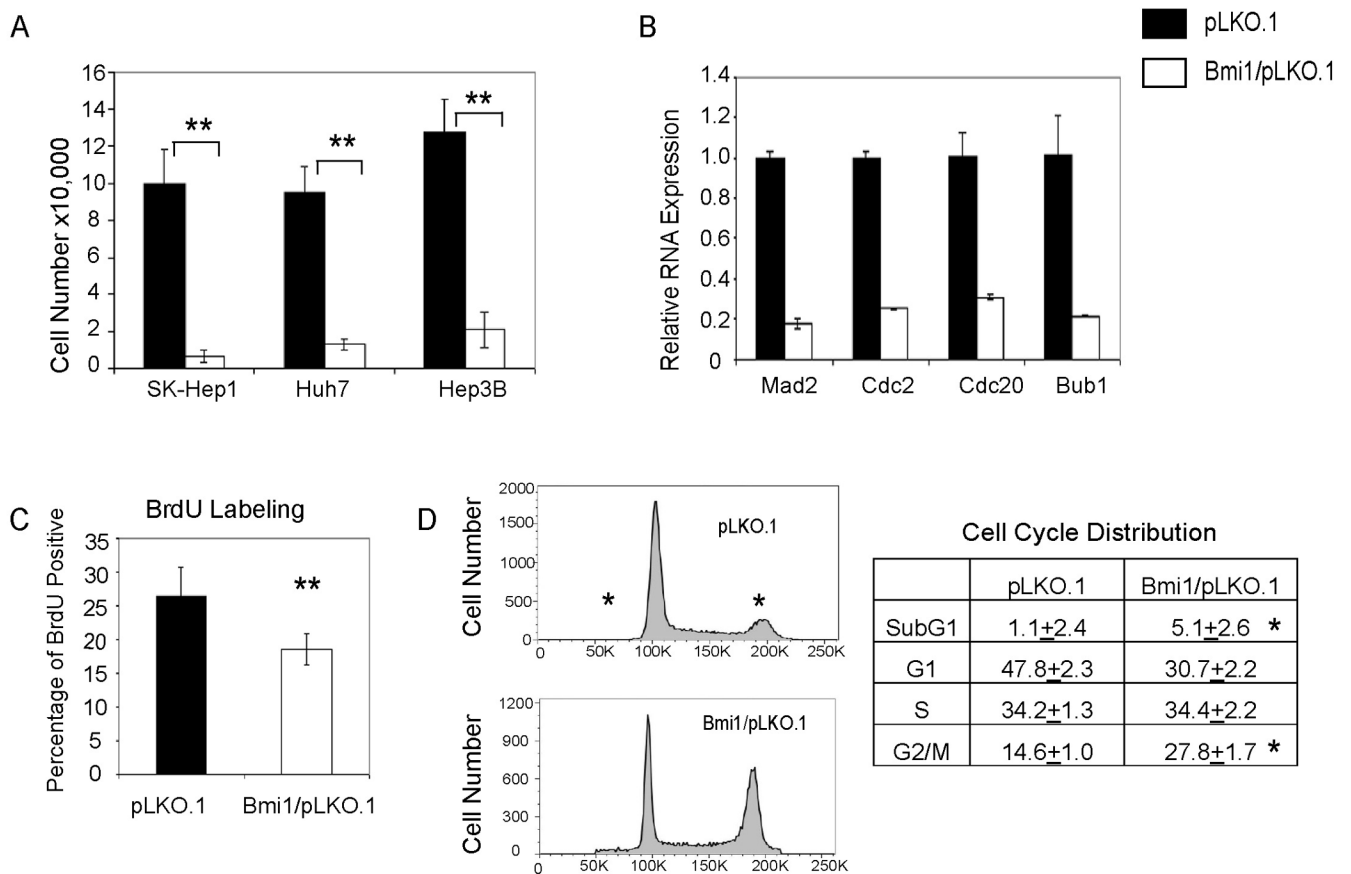 A
B
pLKO.1
Bmi1/pLKO.1
Cell Number x10,000
16
14
12
10
8
6
4
2
0
**
**
**
SK-Hep1 Huh7 Hep3B
Relative RNA Expression
1.4
1.2
1.0
0.8
0.6
0.4
0.2
0
Mad2 Cdc2 Cdc20 Bub1
C
BrdU Labeling
Percentage of BrdU Positive
35
30
25
20
15
10
5
0
**
pLKO.1 Bmi1/pLKO.1
D
Cell Number
2000
1500
1000
500
0
pLKO.1
*
*
0 50K 100K 150K 200K 250K
Cell Number
1200
900
600
300
0
Bmi1/pLKO.1
0 50K 100K 150K 200K 250K
Cell Cycle Distribution
pLKO.1 Bmi1/pLKO.1
SubG1 1.1±2.4 5.1±2.6 *
G1 47.8±2.3 30.7±2.2
S 34.2±1.3 34.4±2.2
G2/M 14.6±1.0 27.8±1.7 *